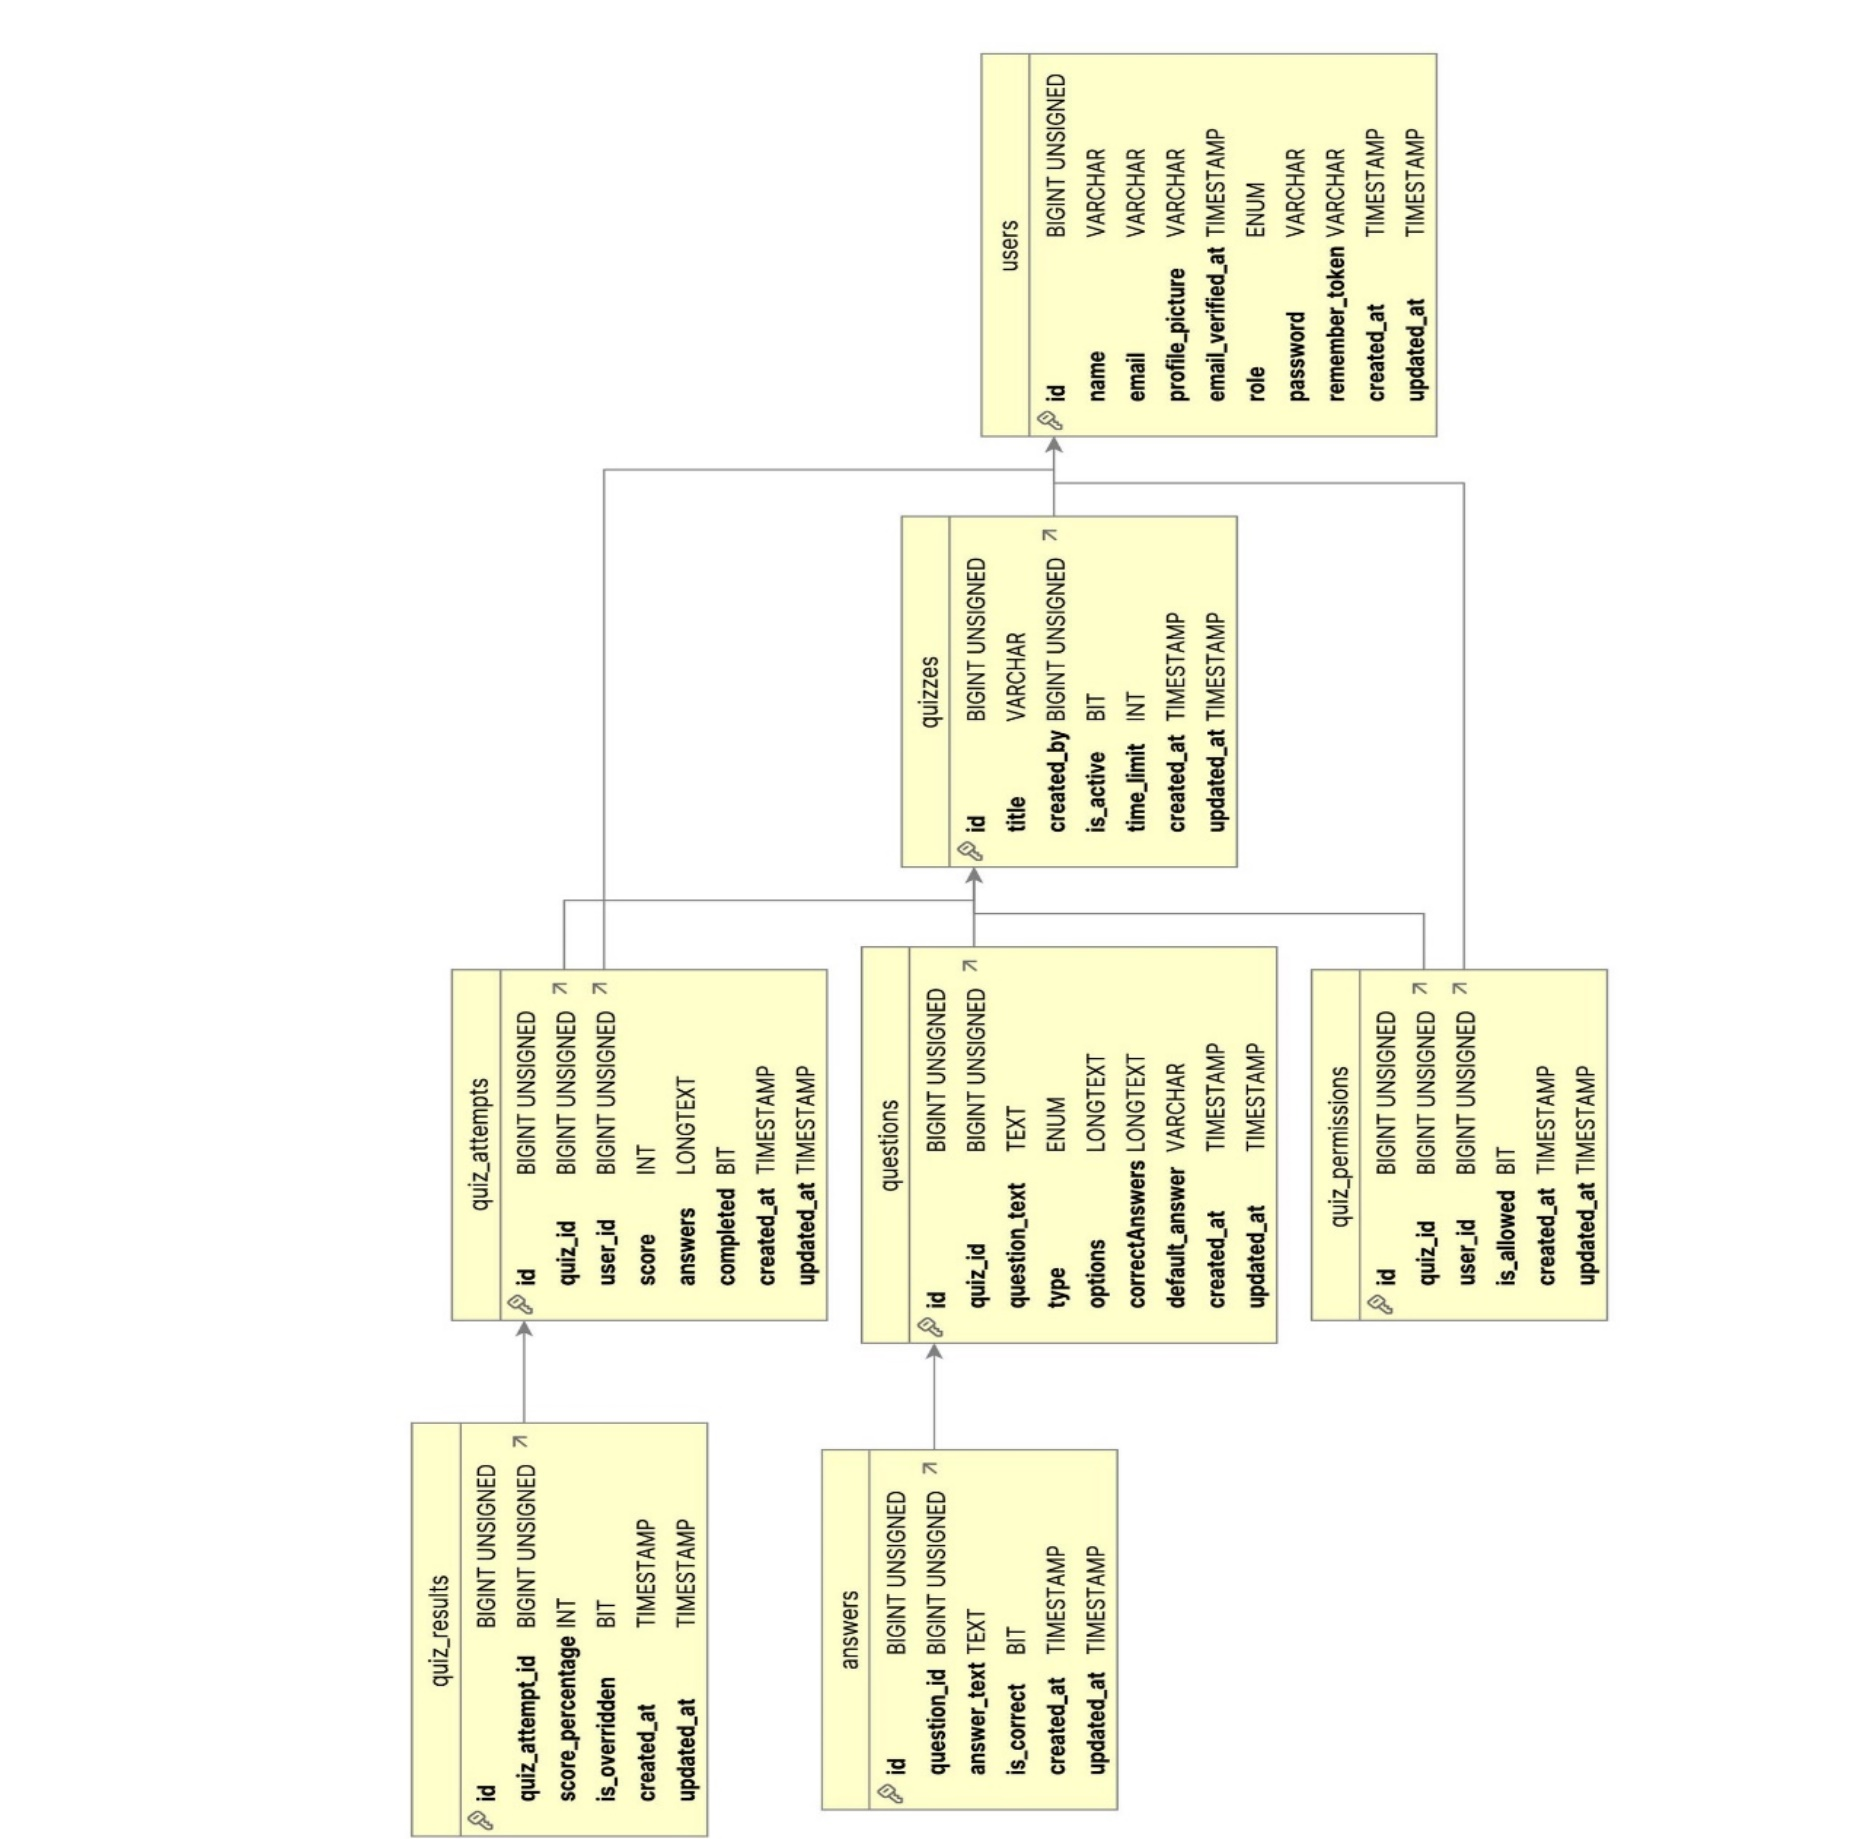 quiz_results
id BIGINT UNSIGNED
quiz_attempt_id BIGINT UNSIGNED
score_percentage INT
is_overridden BIT
created_at TIMESTAMP
updated_at TIMESTAMP
quiz_attempts
id BIGINT UNSIGNED
quiz_id BIGINT UNSIGNED
user_id BIGINT UNSIGNED
score INT
answers LONGTEXT
completed BIT
created_at TIMESTAMP
updated_at TIMESTAMP
answers
id BIGINT UNSIGNED
question_id BIGINT UNSIGNED
answer_text TEXT
is_correct BIT
created_at TIMESTAMP
updated_at TIMESTAMP
questions
id BIGINT UNSIGNED
quiz_id BIGINT UNSIGNED
question_text TEXT
type ENUM
options LONGTEXT
correctAnswers LONGTEXT
default_answer VARCHAR
created_at TIMESTAMP
updated_at TIMESTAMP
quizzes
id BIGINT UNSIGNED
title VARCHAR
created_by BIGINT UNSIGNED
is_active BIT
time_limit INT
created_at TIMESTAMP
updated_at TIMESTAMP
users
id BIGINT UNSIGNED
name VARCHAR
email VARCHAR
profile_picture VARCHAR
email_verified_at TIMESTAMP
role ENUM
password VARCHAR
remember_token VARCHAR
created_at TIMESTAMP
updated_at TIMESTAMP
quiz_permissions
id BIGINT UNSIGNED
quiz_id BIGINT UNSIGNED
user_id BIGINT UNSIGNED
is_allowed BIT
created_at TIMESTAMP
updated_at TIMESTAMP